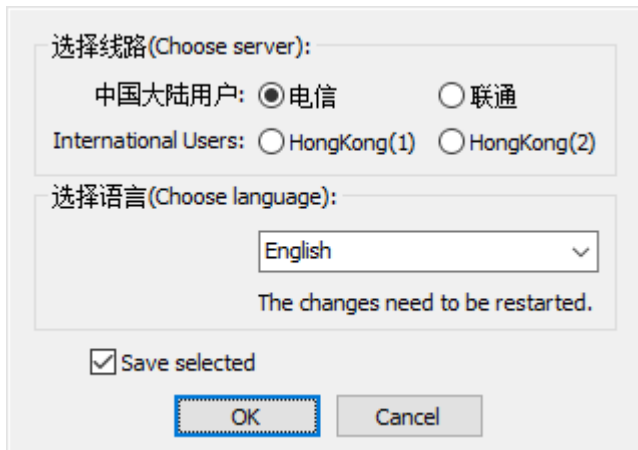 选择线路(Choose server):
中国大陆用户: 电信 联通
International Users: HongKong(1) HongKong(2)
选择语言(Choose language):
English
The changes need to be restarted.
Save selected
OK Cancel